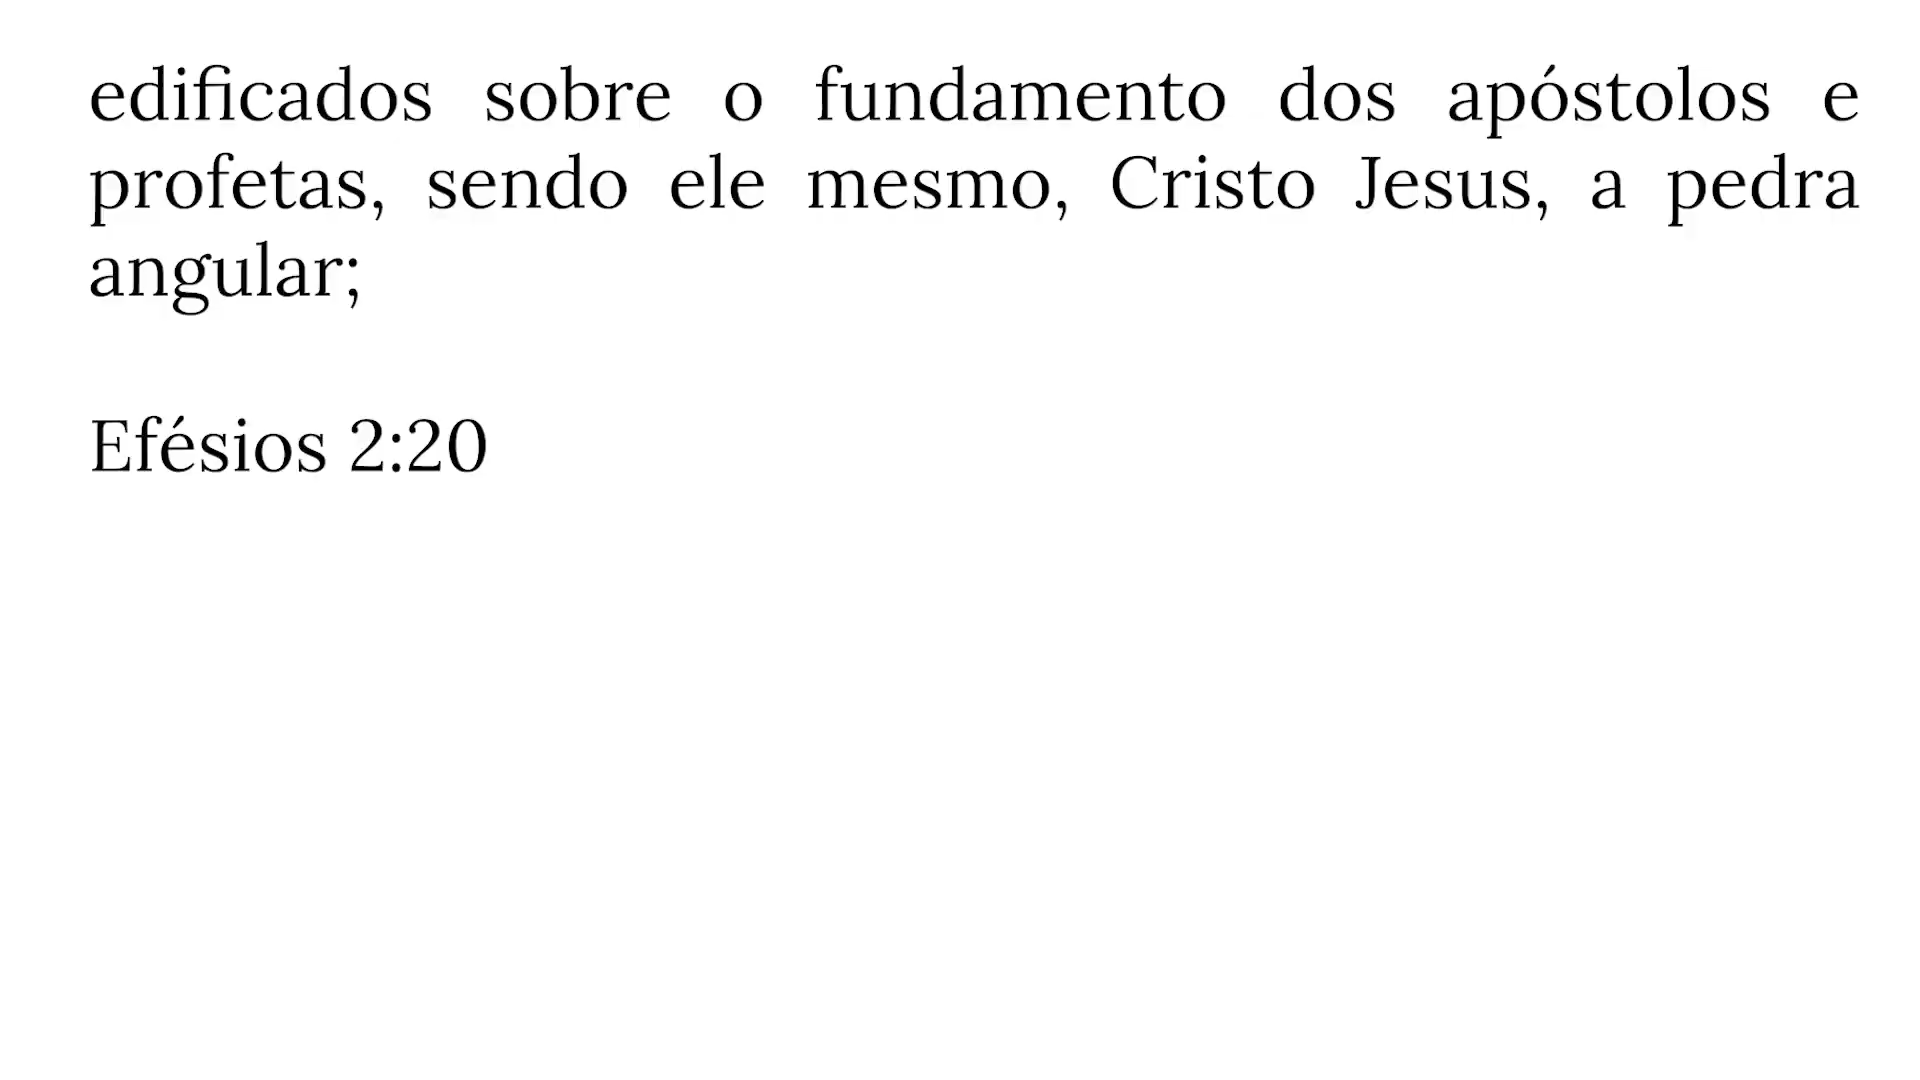 edificados sobre o fundamento dos apóstolos e
profetas, sendo ele mesmo, Cristo Jesus, a pedra
angular;
Efésios 2:20